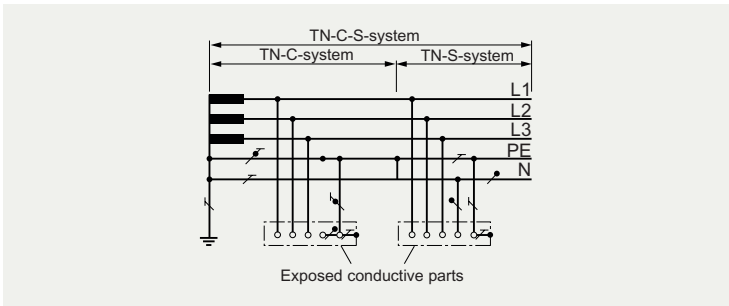 TN-C-S-system
TN-C-system TN-S-system
L1
L2
L3
PE
N
Exposed conductive parts